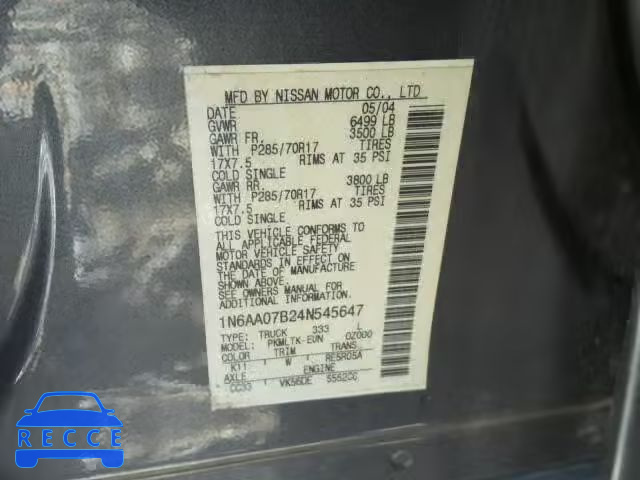 MFD BY NISSAN MOTOR CO., LTD
DATE 05/04
GVWR 6499 LB
GAWR FR, 3500 LB
WITH P285/70R17 TIRES
17X7.5 RIMS AT 35 PSI
COLD SINGLE
GAWR RR, 3800 LB
WITH P285/70R17 TIRES
17X7.5 RIMS AT 35 PSI
COLD SINGLE
THIS VEHICLE CONFORMS TO
ALL APPLICABLE FEDERAL
MOTOR VEHICLE SAFETY
STANDARDS IN EFFECT ON
THE DATE OF MANUFACTURE
SHOWN ABOVE.
SEE OWNERS MANUAL FOR
ADDITIONAL INFORMATION
1N6AA07B24N545647
TYPE: TRUCK 333 L
MODEL: PKMLTK-EUN 0Z000
COLOR TRIM TRANS
K11 W RE5R05A
AXLE ENGINE
CC33 VK56DE 5552CC
RECCE